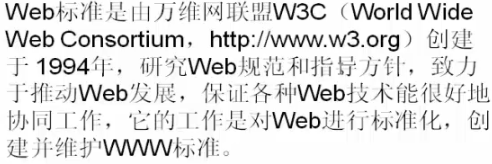 Web标准是由万维网联盟W3C（World Wide
Web Consortium，http://www.w3.org）创建
于 1994年，研究Web规范和指导方针，致力
于推动Web发展，保证各种Web技术能很好地
协同工作，它的工作是对Web进行标准化，创
建并维护WWW标准。